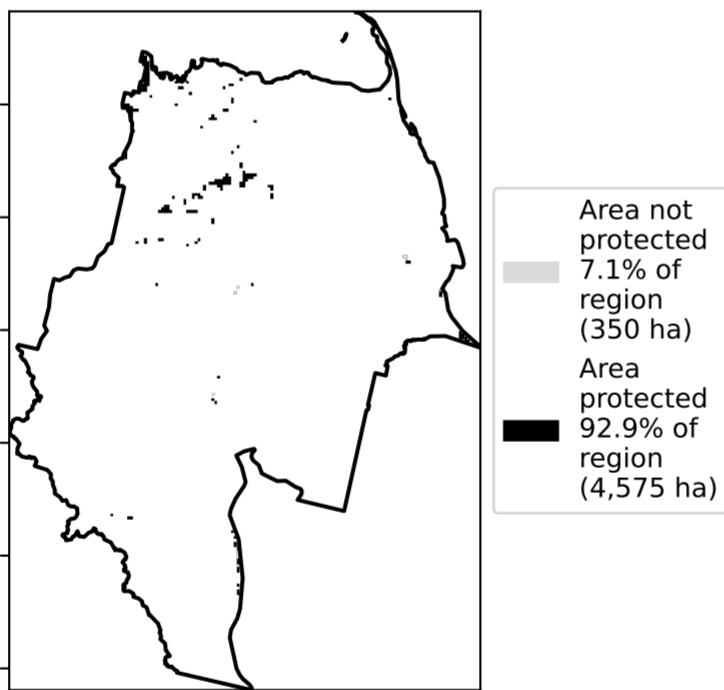 Area not
protected
7.1% of
region
(350 ha)
Area
protected
92.9% of
region
(4,575 ha)